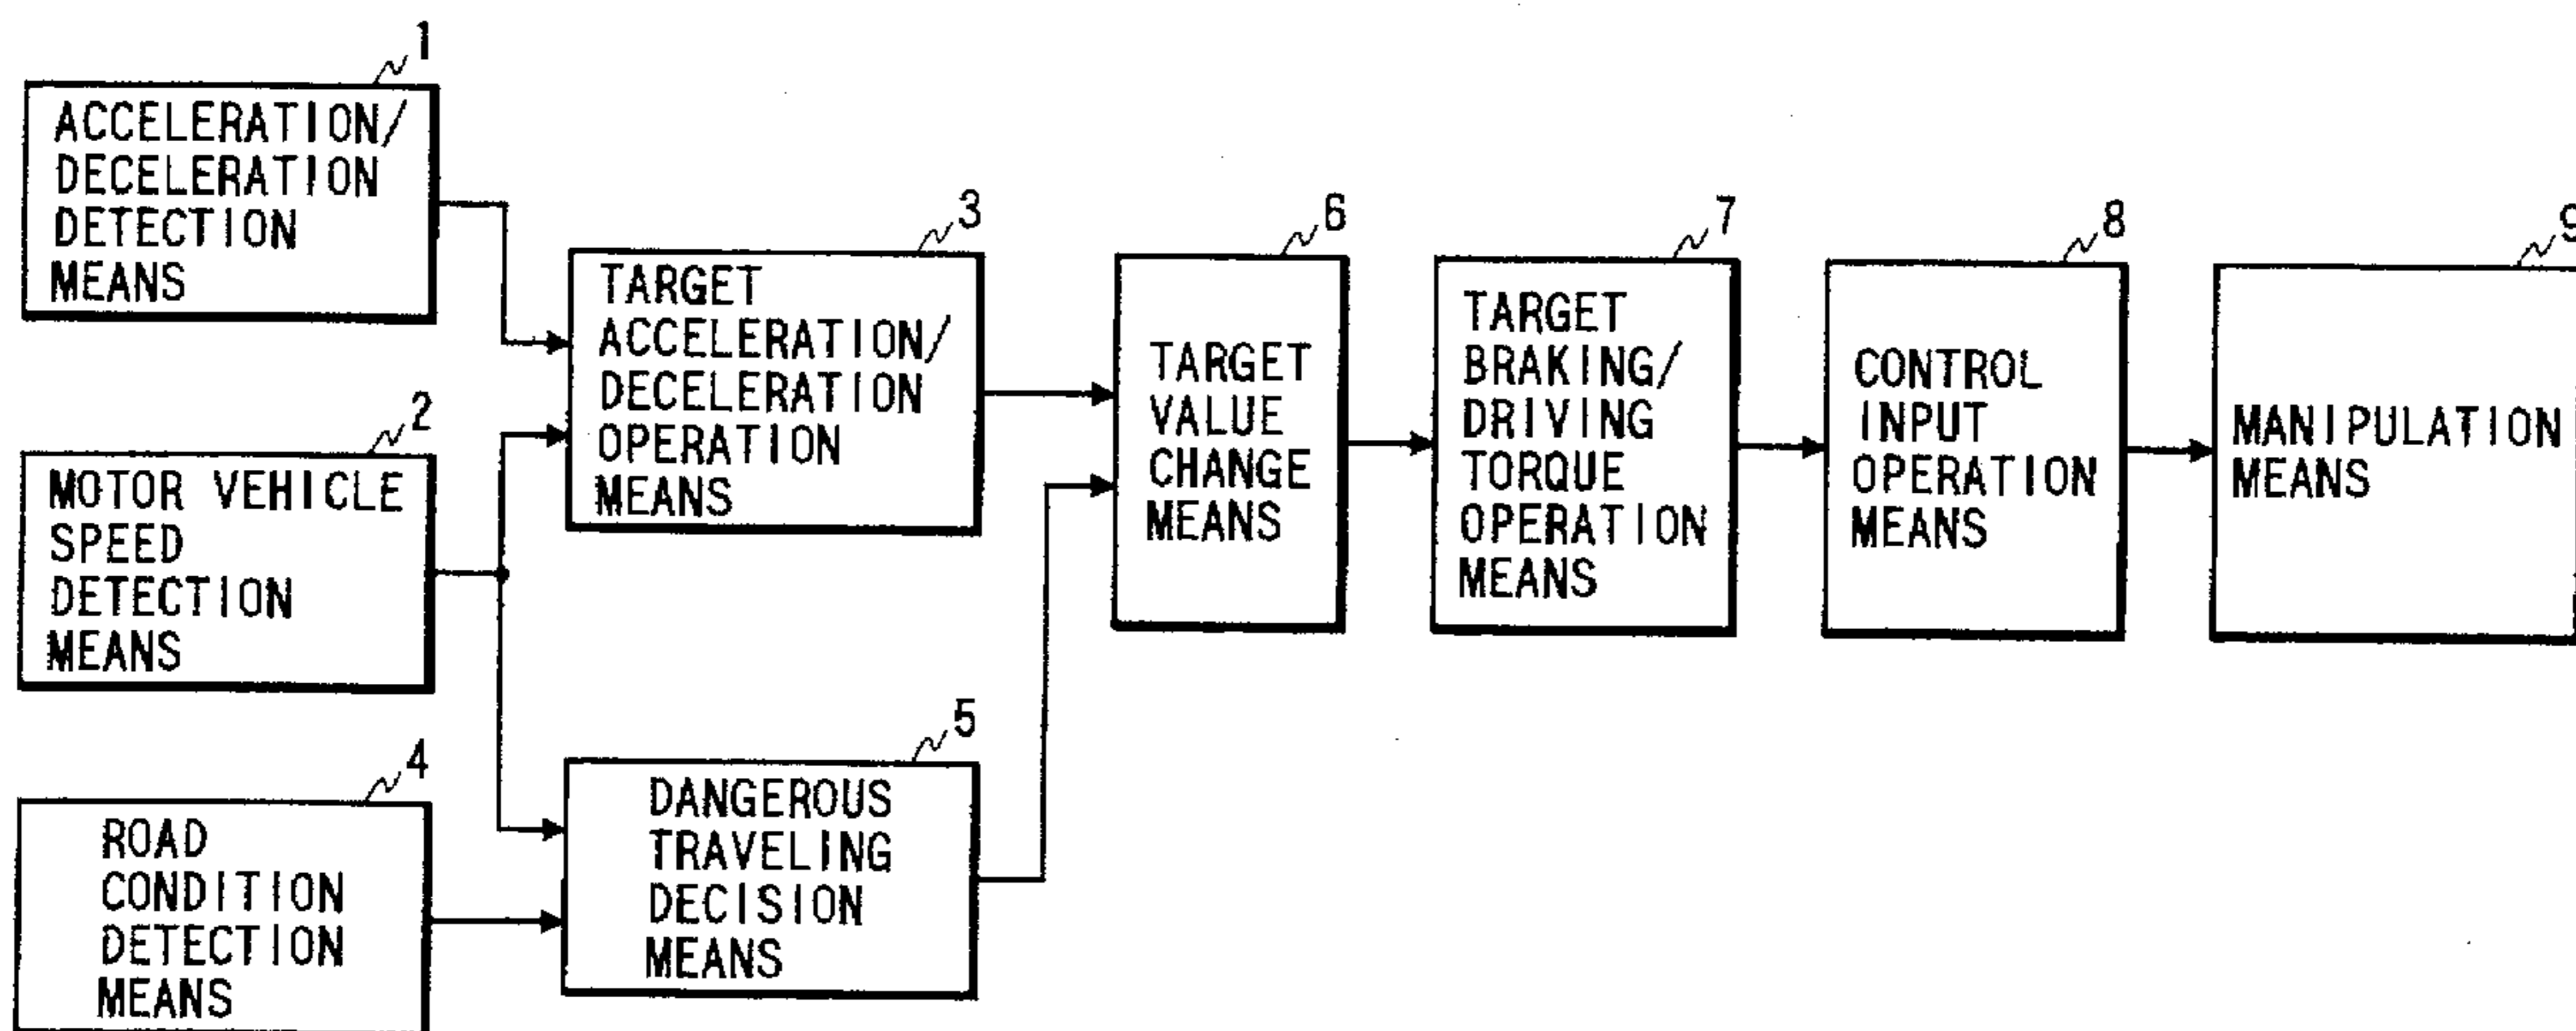 1
ACCELERATION/
DECELERATION
DETECTION
MEANS
2
MOTOR VEHICLE
SPEED
DETECTION
MEANS
4
ROAD
CONDITION
DETECTION
MEANS
3
TARGET
ACCELERATION/
DECELERATION
OPERATION
MEANS
5
DANGEROUS
TRAVELING
DECISION
MEANS
6
TARGET
VALUE
CHANGE
MEANS
7
TARGET
BRAKING/
DRIVING
TORQUE
OPERATION
MEANS
8
CONTROL
INPUT
OPERATION
MEANS
9
MANIPULATION
MEANS